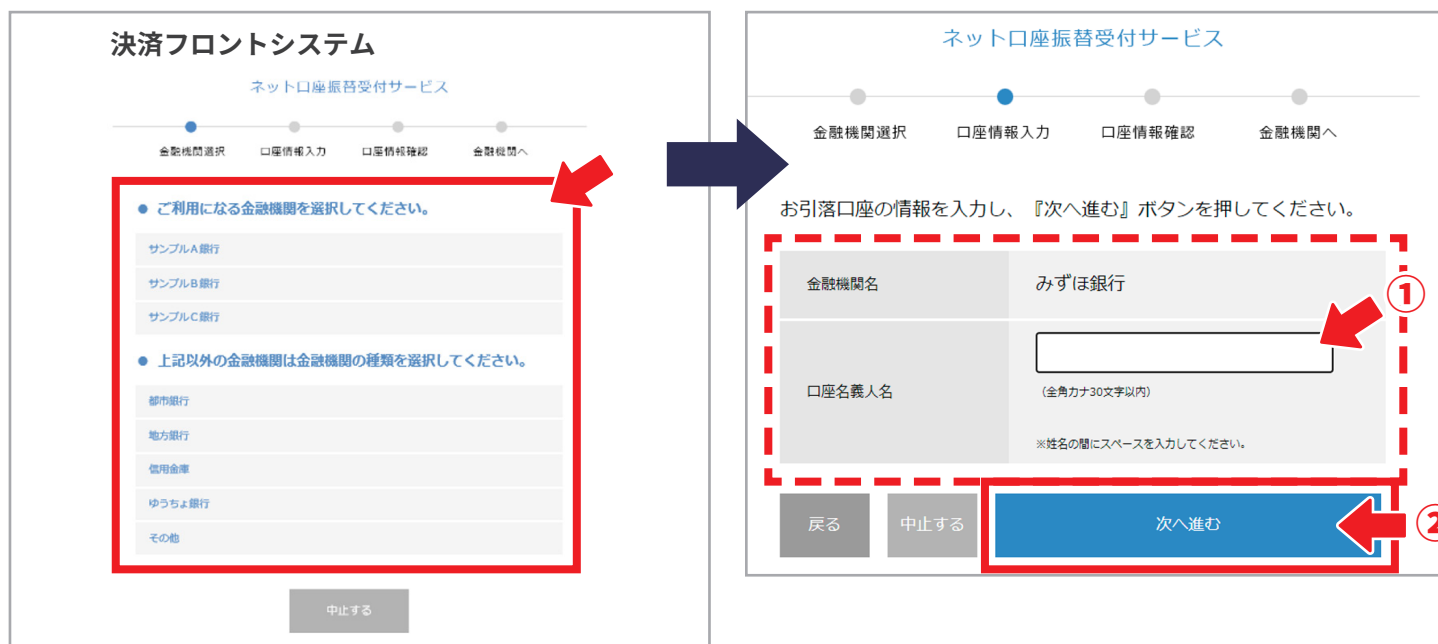 決済フロントシステム
ネット口座振替受付サービス
金融機関選択 口座情報入力 口座情報確認 金融機関へ
● ご利用になる金融機関を選択してください。
サンプルA銀行
サンプルB銀行
サンプルC銀行
● 上記以外の金融機関は金融機関の種類を選択してください。
都市銀行
地方銀行
信用金庫
ゆうちょ銀行
その他
中止する
ネット口座振替受付サービス
金融機関選択 口座情報入力 口座情報確認 金融機関へ
お引落口座の情報を入力し、『次へ進む』ボタンを押してください。
金融機関名 みずほ銀行
①
口座名義人名
（全角カナ30文字以内）
※姓名の間にスペースを入力してください。
戻る 中止する 次へ進む
②